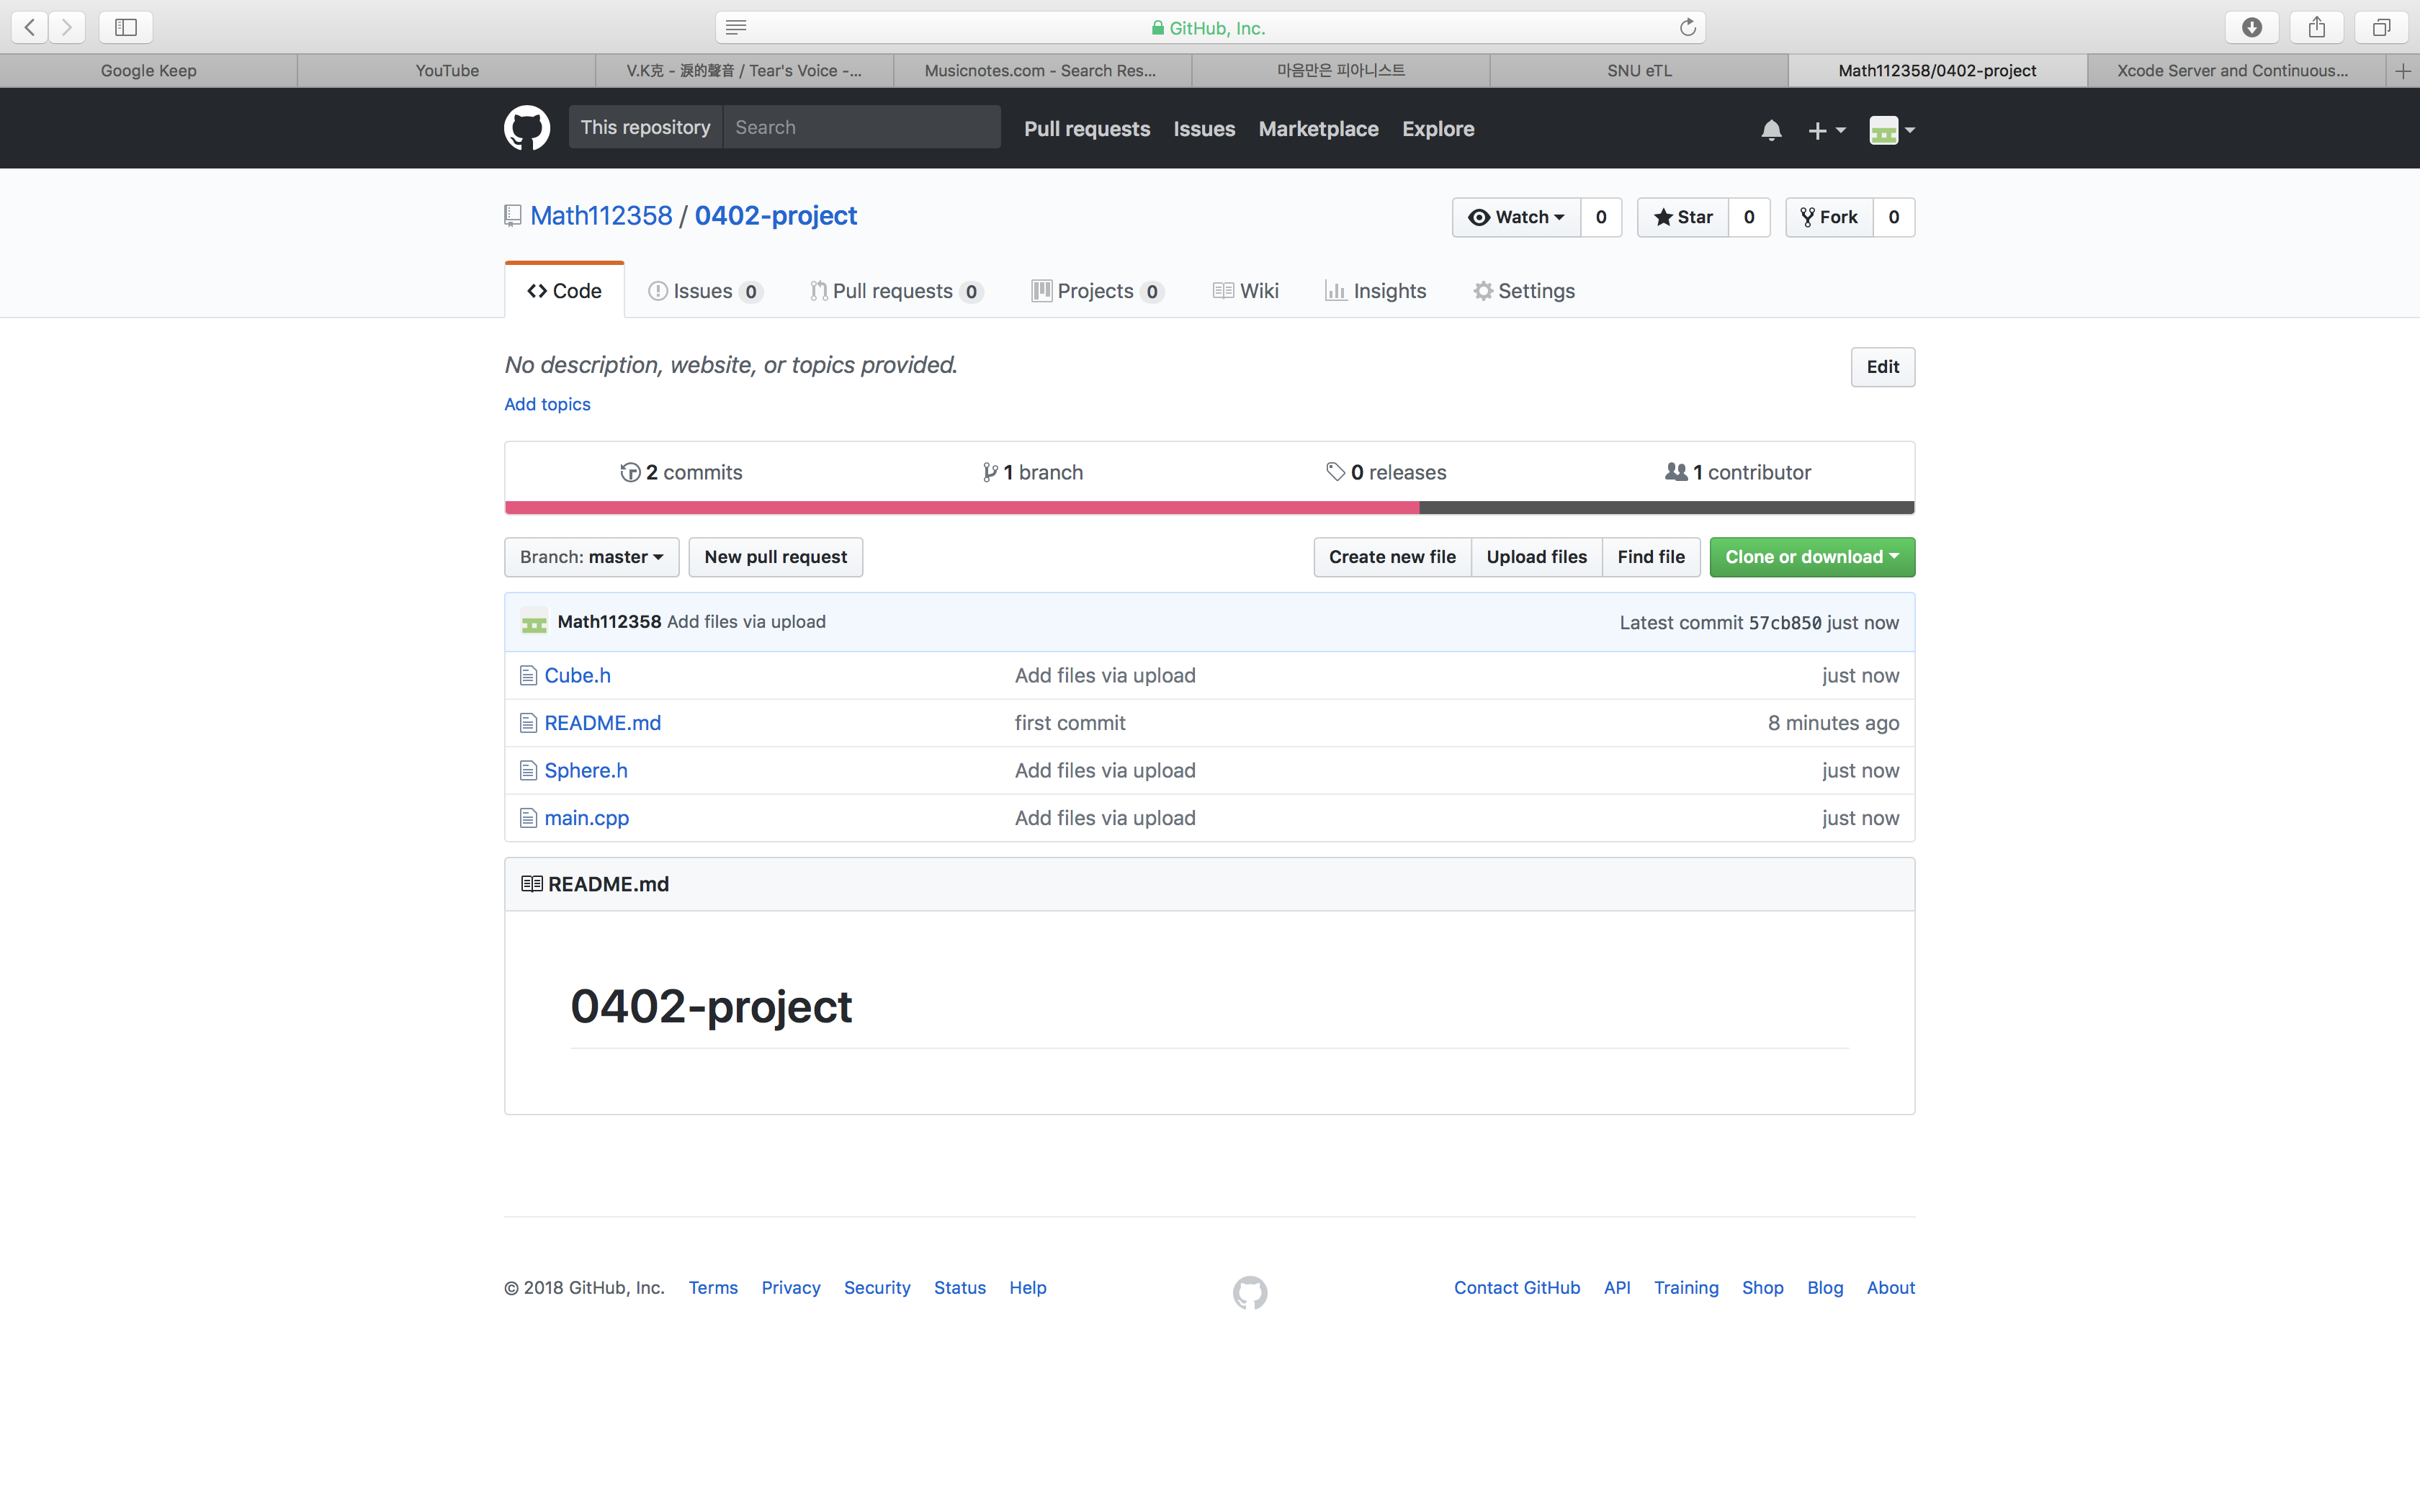 GitHub, Inc.
Google Keep
YouTube
V.K克 - 淚的聲音 / Tear's Voice -...
Musicnotes.com - Search Res...
마음만은 피아니스트
SNU eTL
Math112358/0402-project
Xcode Server and Continuous...
This repository Search Pull requests Issues Marketplace Explore
Math112358 / 0402-project
Watch 0 Star 0 Fork 0
Code Issues 0 Pull requests 0 Projects 0 Wiki Insights Settings
No description, website, or topics provided.
Edit
Add topics
2 commits 1 branch 0 releases 1 contributor
Branch: master New pull request Create new file Upload files Find file Clone or download
Math112358 Add files via upload Latest commit 57cb850 just now
Cube.h Add files via upload just now
README.md first commit 8 minutes ago
Sphere.h Add files via upload just now
main.cpp Add files via upload just now
README.md
0402-project
© 2018 GitHub, Inc. Terms Privacy Security Status Help Contact GitHub API Training Shop Blog About